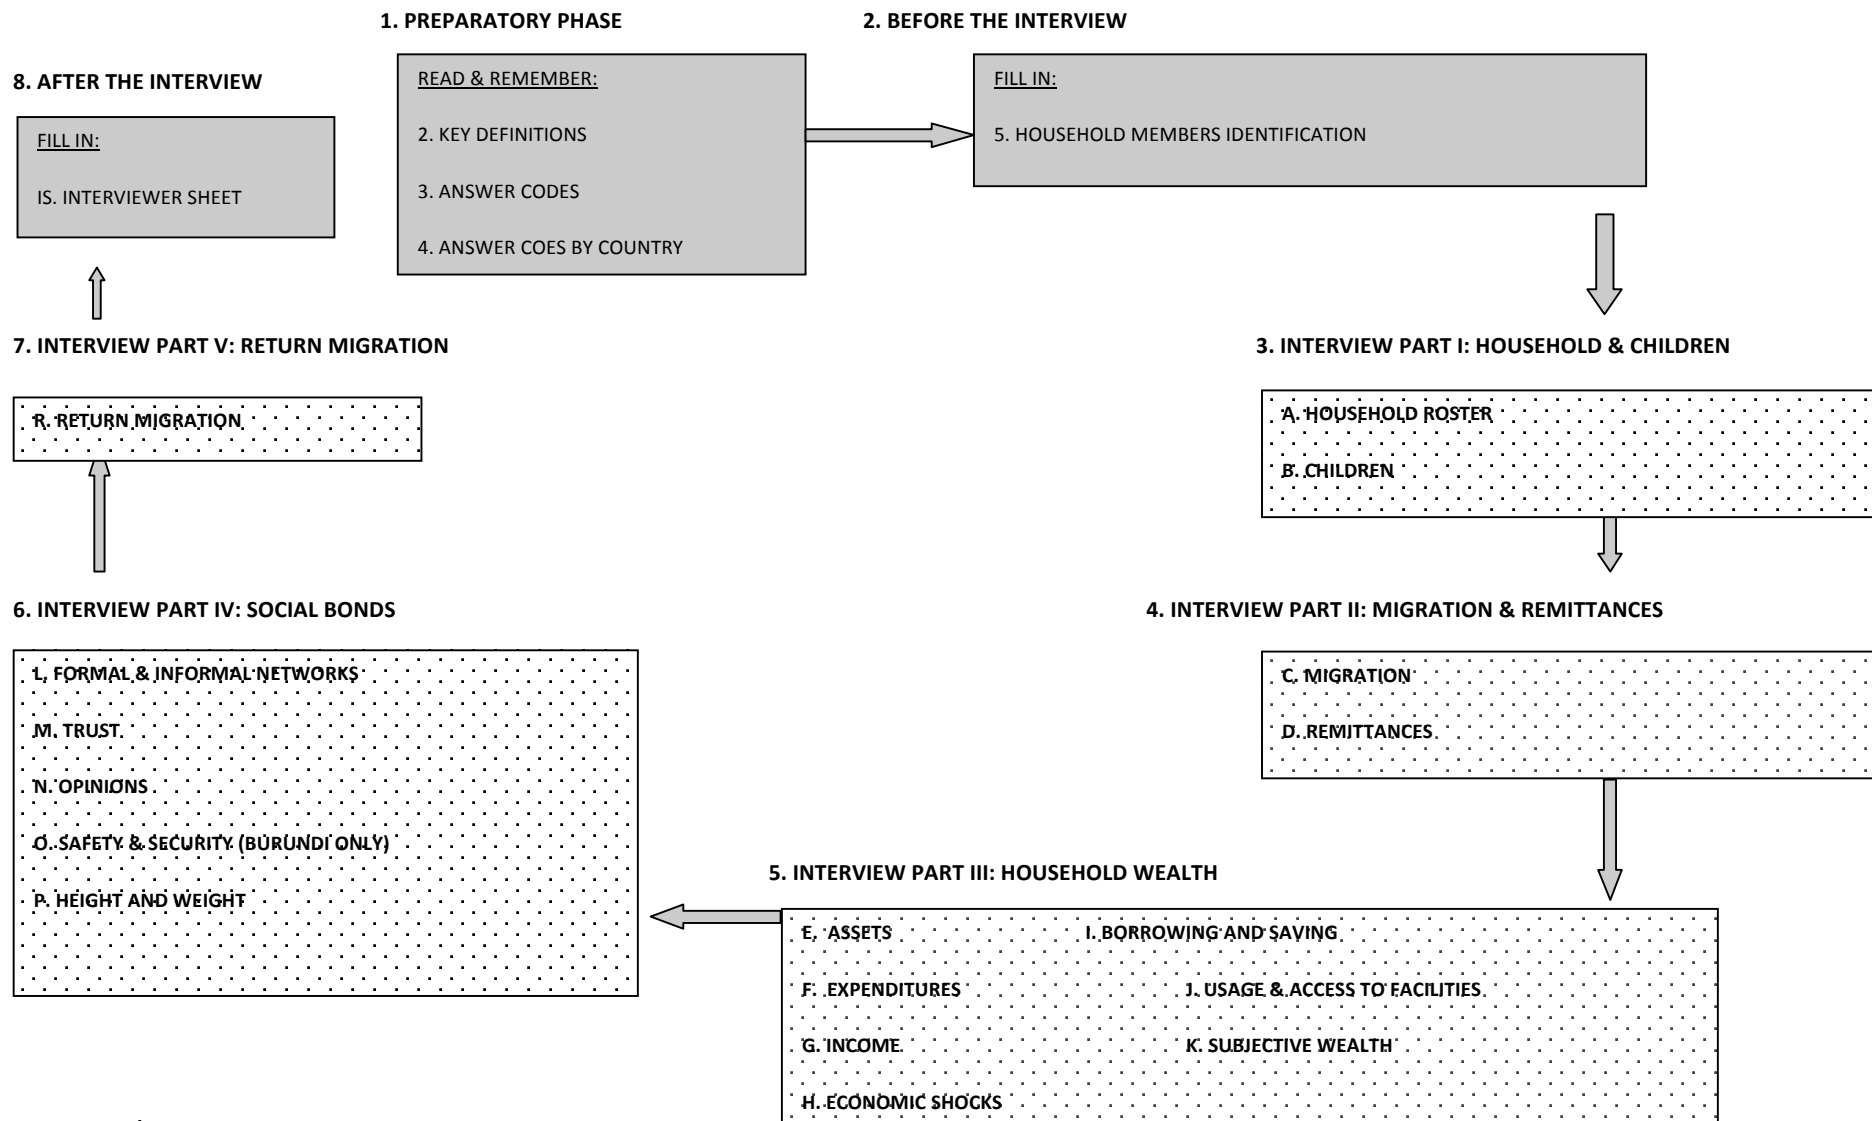 1. PREPARATORY PHASE
READ & REMEMBER:
2. KEY DEFINITIONS
3. ANSWER CODES
4. ANSWER COES BY COUNTRY
2. BEFORE THE INTERVIEW
FILL IN:
5. HOUSEHOLD MEMBERS IDENTIFICATION
3. INTERVIEW PART I: HOUSEHOLD & CHILDREN
A. HOUSEHOLD ROSTER
B. CHILDREN
4. INTERVIEW PART II: MIGRATION & REMITTANCES
C. MIGRATION
D. REMITTANCES
5. INTERVIEW PART III: HOUSEHOLD WEALTH
E. ASSETS
F. EXPENDITURES
G. INCOME
H. ECONOMIC SHOCKS
I. BORROWING AND SAVING
J. USAGE & ACCESS TO FACILITIES
K. SUBJECTIVE WEALTH
6. INTERVIEW PART IV: SOCIAL BONDS
L. FORMAL & INFORMAL NETWORKS
M. TRUST
N. OPINIONS
O. SAFETY & SECURITY (BURUNDI ONLY)
P. HEIGHT AND WEIGHT
7. INTERVIEW PART V: RETURN MIGRATION
R. RETURN MIGRATION
8. AFTER THE INTERVIEW
FILL IN:
IS. INTERVIEWER SHEET